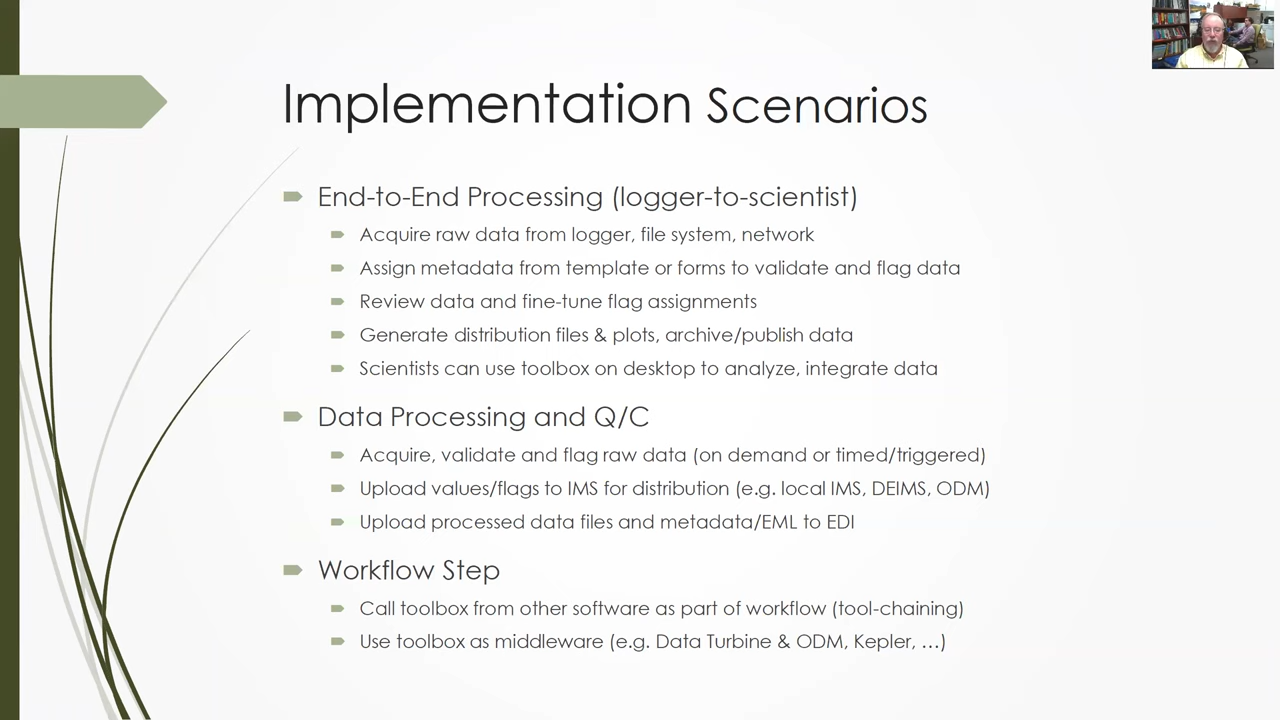 Implementation Scenarios
End-to-End Processing (logger-to-scientist)
Acquire raw data from logger, file system, network
Assign metadata from template or forms to validate and flag data
Review data and fine-tune flag assignments
Generate distribution files & plots, archive/publish data
Scientists can use toolbox on desktop to analyze, integrate data
Data Processing and Q/C
Acquire, validate and flag raw data (on demand or timed/triggered)
Upload values/flags to IMS for distribution (e.g. local IMS, DEIMS, ODM)
Upload processed data files and metadata/EML to EDI
Workflow Step
Call toolbox from other software as part of workflow (tool-chaining)
Use toolbox as middleware (e.g. Data Turbine & ODM, Kepler, …)